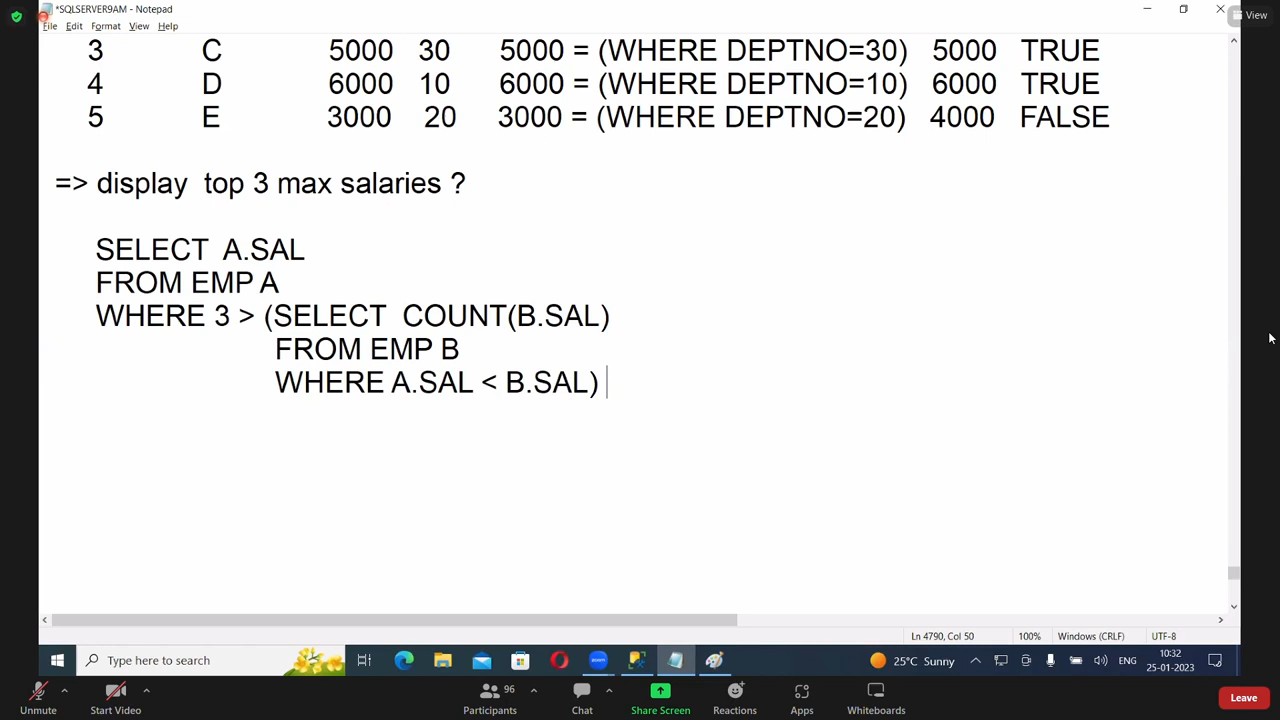 *SQLSERVER9AM - Notepad
View
File Edit Format View Help
3 C 5000 30 5000 = (WHERE DEPTNO=30) 5000 TRUE
4 D 6000 10 6000 = (WHERE DEPTNO=10) 6000 TRUE
5 E 3000 20 3000 = (WHERE DEPTNO=20) 4000 FALSE
=> display top 3 max salaries ?
SELECT A.SAL
FROM EMP A
WHERE 3 > (SELECT COUNT(B.SAL)
FROM EMP B
WHERE A.SAL < B.SAL)
Ln 4790, Col 50 100% Windows (CRLF) UTF-8
Type here to search 25°C Sunny ENG 10:32
25-01-2023
96
Unmute Start Video Participants Chat Share Screen Reactions Apps Whiteboards Leave